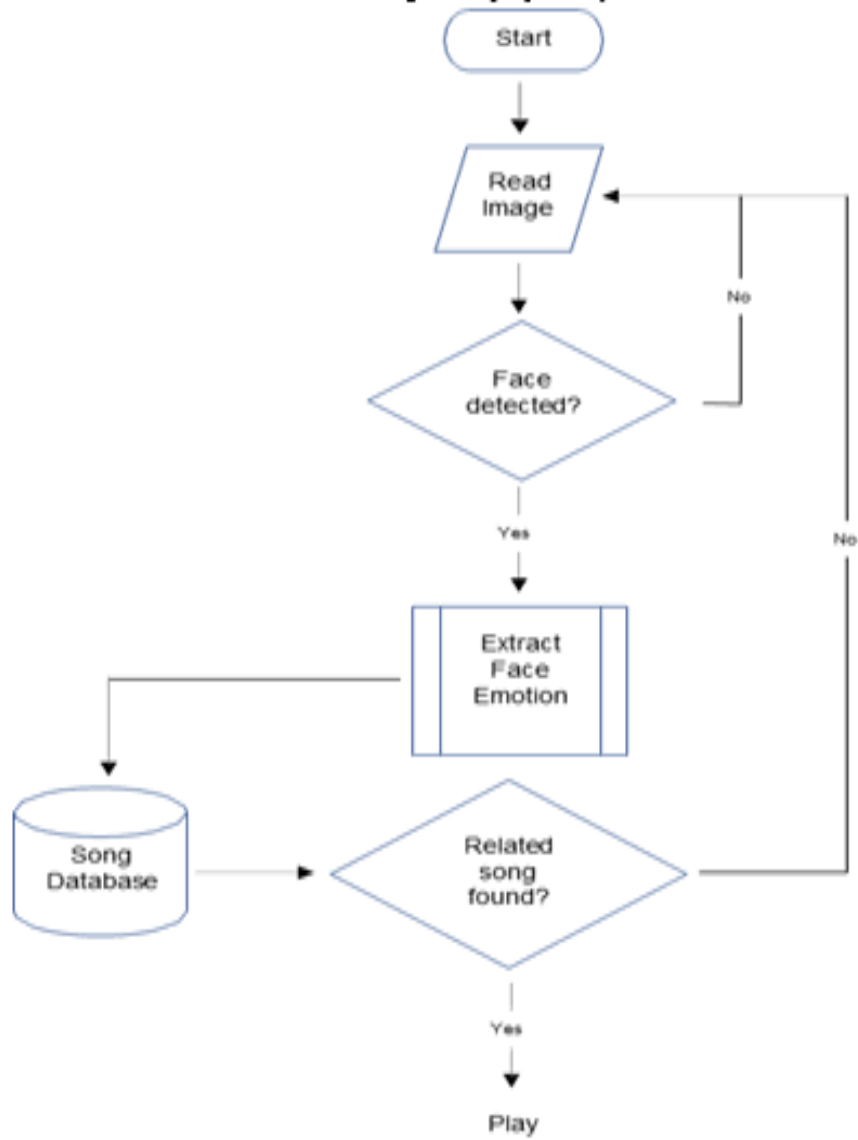 Start
Read
Image
No
Face
detected?
Yes
No
Extract
Face
Emotion
Song
Database
Related
song
found?
Yes
Play